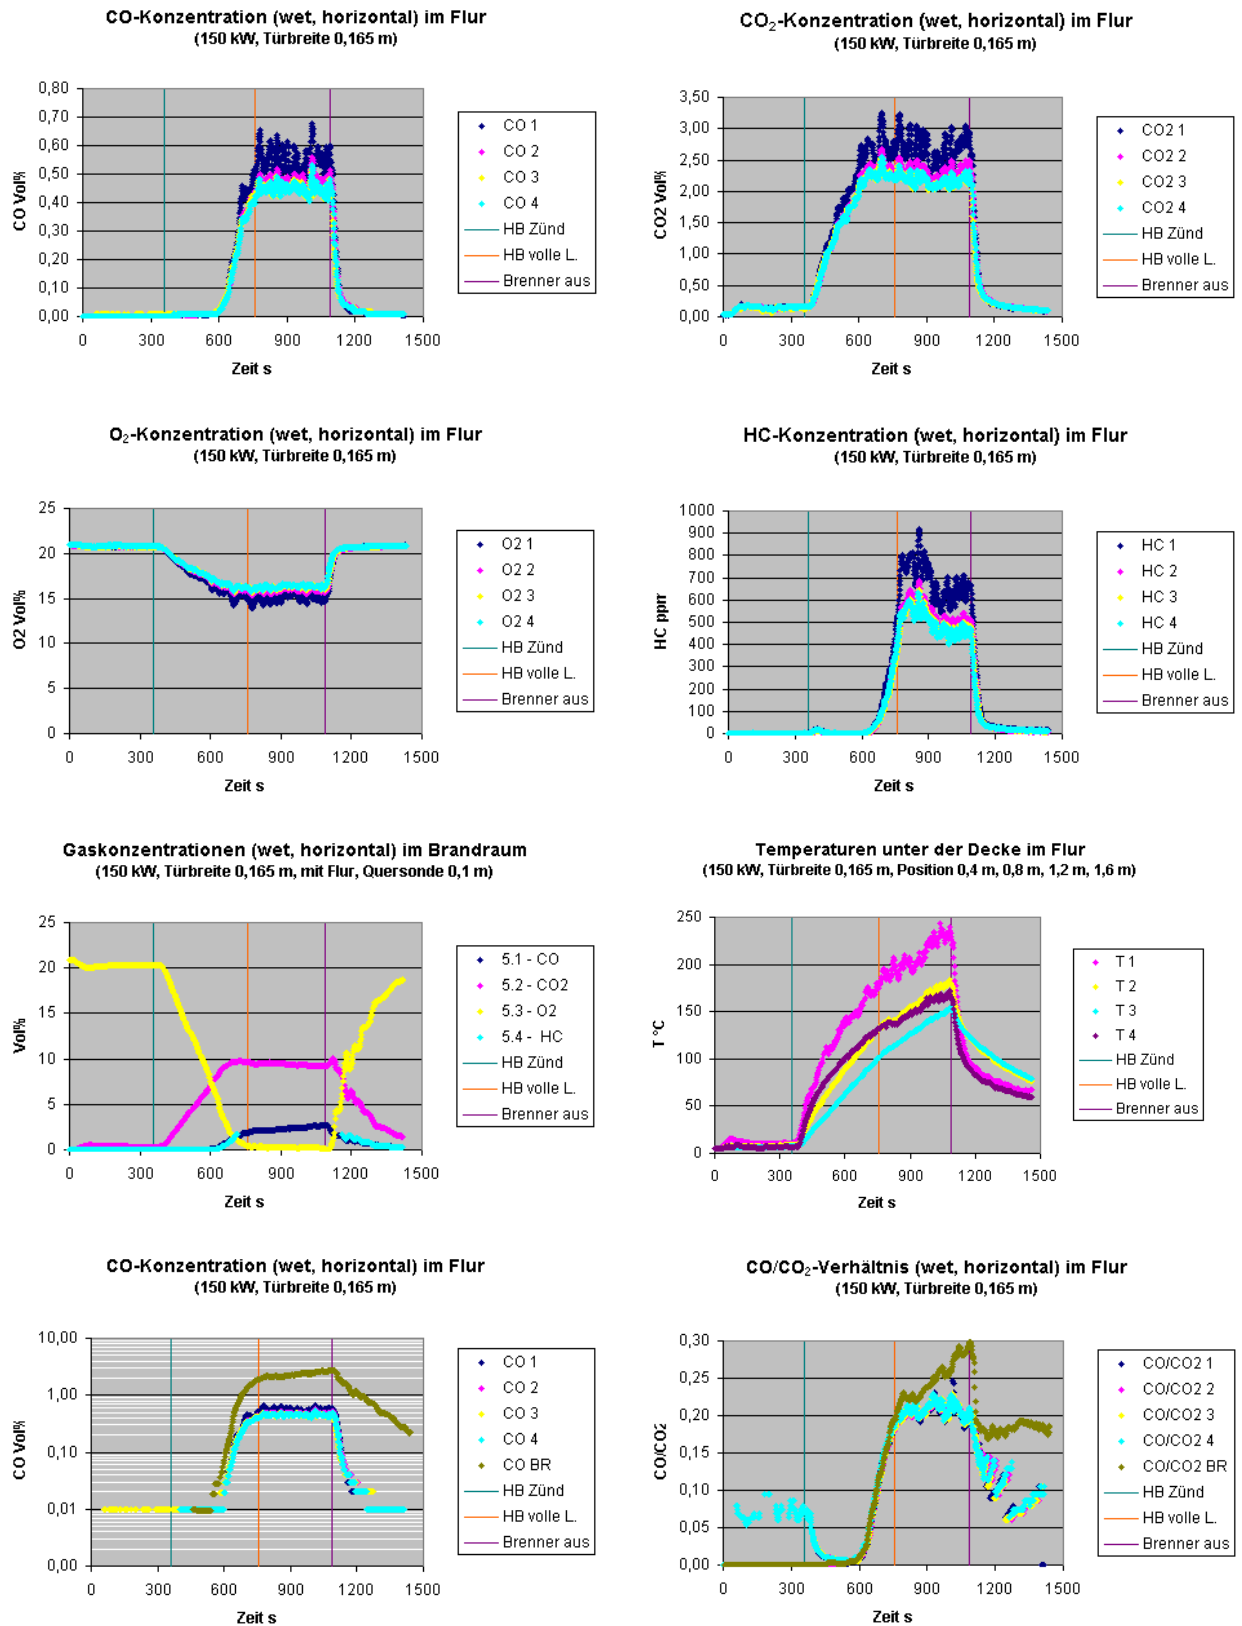 CO-Konzentration (wet, horizontal) im Flur
(150 kW, Türbreite 0,165 m)
0,80
0,70
0,60
0,50
0,40
0,30
0,20
0,10
0,00
CO Vol%
0 300 600 900 1200 1500
Zeit s
CO 1
CO 2
CO 3
CO 4
HB Zünd
HB volle L.
Brenner aus
CO₂-Konzentration (wet, horizontal) im Flur
(150 kW, Türbreite 0,165 m)
3,50
3,00
2,50
2,00
1,50
1,00
0,50
0,00
CO2 Vol%
0 300 600 900 1200 1500
Zeit s
CO2 1
CO2 2
CO2 3
CO2 4
HB Zünd
HB volle L.
Brenner aus
O₂-Konzentration (wet, horizontal) im Flur
(150 kW, Türbreite 0,165 m)
25
20
15
10
5
0
O2 Vol%
0 300 600 900 1200 1500
Zeit s
O2 1
O2 2
O2 3
O2 4
HB Zünd
HB volle L.
Brenner aus
HC-Konzentration (wet, horizontal) im Flur
(150 kW, Türbreite 0,165 m)
1000
900
800
700
600
500
400
300
200
100
0
HC ppm
0 300 600 900 1200 1500
Zeit s
HC 1
HC 2
HC 3
HC 4
HB Zünd
HB volle L.
Brenner aus
Gaskonzentrationen (wet, horizontal) im Brandraum
(150 kW, Türbreite 0,165 m, mit Flur, Quersonde 0,1 m)
25
20
15
10
5
0
Vol%
0 300 600 900 1200 1500
Zeit s
5.1 - CO
5.2 - CO2
5.3 - O2
5.4 - HC
HB Zünd
HB volle L.
Brenner aus
Temperaturen unter der Decke im Flur
(150 kW, Türbreite 0,165 m, Position 0,4 m, 0,8 m, 1,2 m, 1,6 m)
250
200
150
100
50
0
T °C
0 300 600 900 1200 1500
Zeit s
T 1
T 2
T 3
T 4
HB Zünd
HB volle L.
Brenner aus
CO-Konzentration (wet, horizontal) im Flur
(150 kW, Türbreite 0,165 m)
10,00
1,00
0,10
0,01
0,00
CO Vol%
0 300 600 900 1200 1500
Zeit s
CO 1
CO 2
CO 3
CO 4
CO BR
HB Zünd
HB volle L.
Brenner aus
CO/CO₂-Verhältnis (wet, horizontal) im Flur
(150 kW, Türbreite 0,165 m)
0,30
0,25
0,20
0,15
0,10
0,05
0,00
CO/CO2
0 300 600 900 1200 1500
Zeit s
CO/CO2 1
CO/CO2 2
CO/CO2 3
CO/CO2 4
CO/CO2 BR
HB Zünd
HB volle L.
Brenner aus